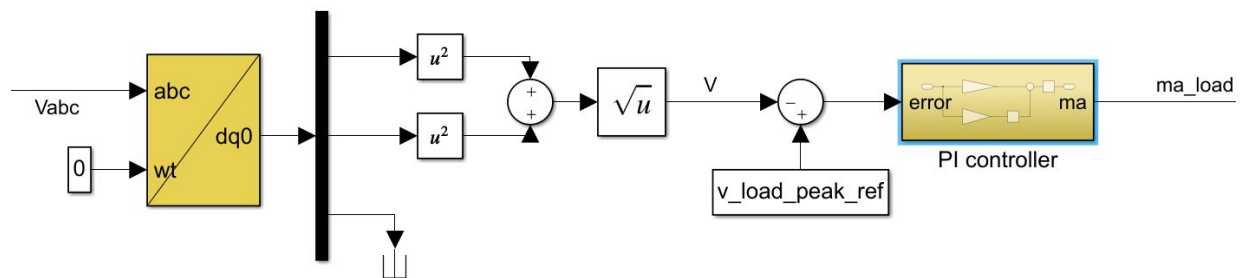 Vabc
abc
0
wt
dq0
u²
u²
+
+
√u
V
-
+
v_load_peak_ref
error
ma
PI controller
ma_load